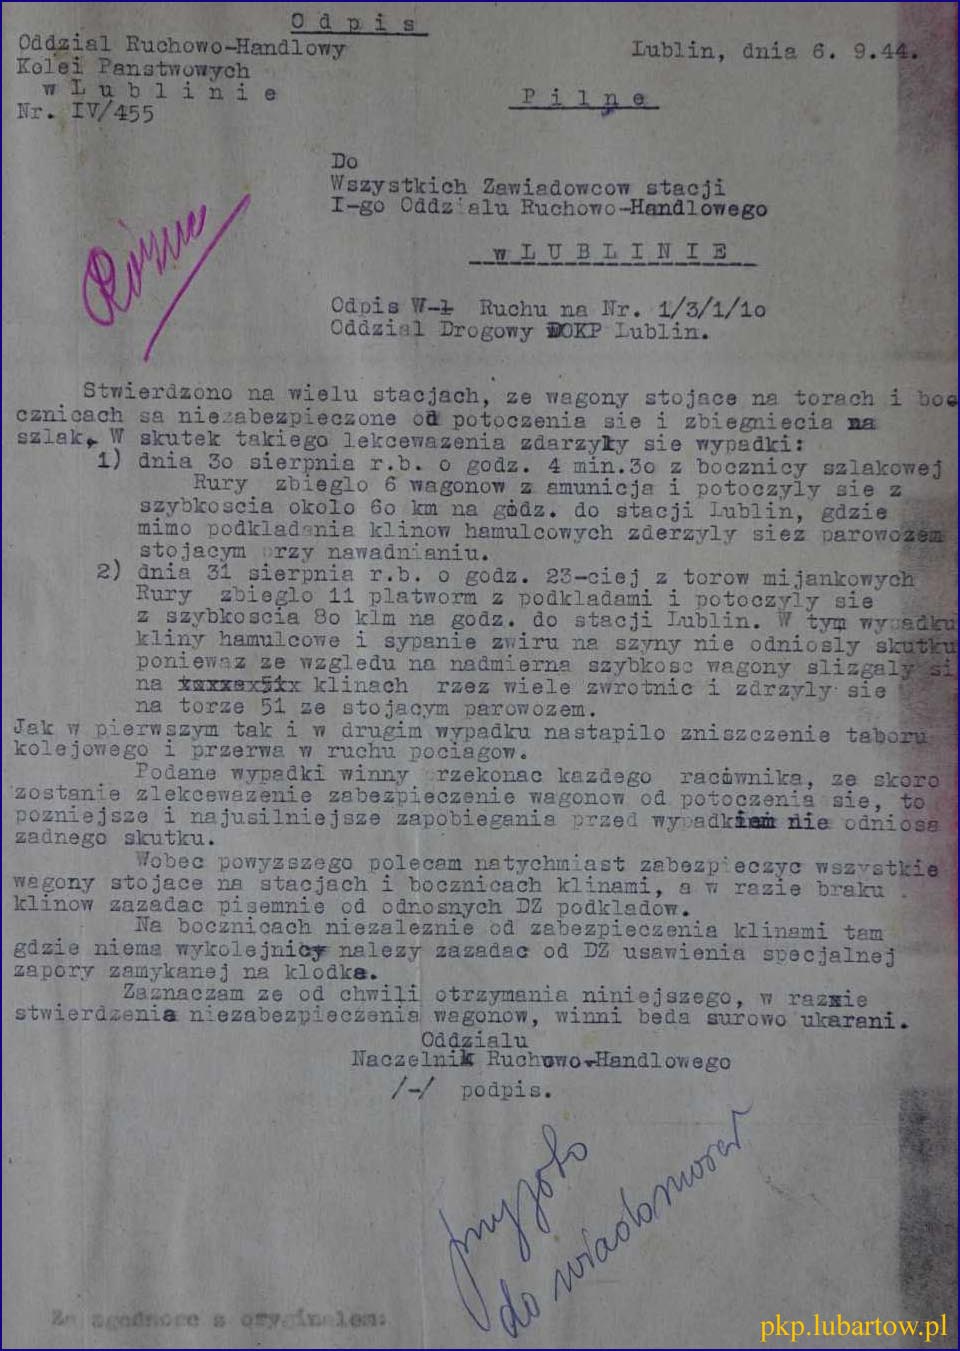 O d p i s
Oddzial Ruchowo-Handlowy
Kolei Panstwowych
w L u b l i n i e
Nr. IV/455
Lublin, dnia 6. 9.44.
P i l n e
Do
Wszystkich Zawiadowcow stacji
I-go Oddzialu Ruchowo-Handlowego
w L U B L I N I E
Odpis W-1 Ruchu na Nr. 1/3/1/1o
Oddzial Drogowy DOKP Lublin.
Różne
Stwierdzono na wielu stacjach, ze wagony stojace na torach i boc
cznicach sa niezabezpieczone od potoczenia sie i zbiegniecia na
szlak. W skutek takiego lekcewazenia zdarzyly sie wypadki:
1) dnia 3o sierpnia r.b. o godz. 4 min.3o z bocznicy szlakowej
Rury zbieglo 6 wagonow z amunicja i potoczyly sie z
szybkoscia okolo 6o km na godz. do stacji Lublin, gdzie
mimo podkladania klinow hamulcowych zderzyly siez parowozem
stojacym przy nawadnianiu.
2) dnia 31 sierpnia r.b. o godz. 23-ciej z torow mijankowych
Rury zbieglo 11 platworm z podkladami i potoczyly sie
z szybkoscia 8o klm na godz. do stacji Lublin. W tym wypadku
kliny hamulcowe i sypanie zwiru na szyny nie odniosly skutku
poniewaz ze wzgledu na nadmierna szybkosc wagony slizgaly si
na klinach rzez wiele zwrotnic i zdrzyly sie
na torze 51 ze stojacym parowozem.
Jak w pierwszym tak i w drugim wypadku nastapilo zniszczenie taboru
kolejowego i przerwa w ruchu pociagow.
Podane wypadki winny przekonac kazdego racownika, ze skoro
zostanie zlekcewazenie zabezpieczenie wagonow od potoczenia sie, to
pozniejsze i najusilniejsze zapobiegania przed wypadkiem nie odniosa
zadnego skutku.
Wobec powyzszego polecam natychmiast zabezpieczyc wszystkie
wagony stojace na stacjach i bocznicach klinami, a w razie braku
klinow zazadac pisemnie od odnosnych DZ podkladow.
Na bocznicach niezaleznie od zabezpieczenia klinami tam
gdzie niema wykolejnicy nalezy zazadac od DZ usawienia specjalnej
zapory zamykanej na klodke.
Zaznaczam ze od chwili otrzymania niniejszego, w razie
stwierdzenia niezabezpieczenia wagonow, winni beda surowo ukarani.
Oddzialu
Naczelnik Ruchowo-Handlowego
/-/ podpis.
do wiadomości
Za zgodnosc z oryginalem:
pkp.lubartow.pl